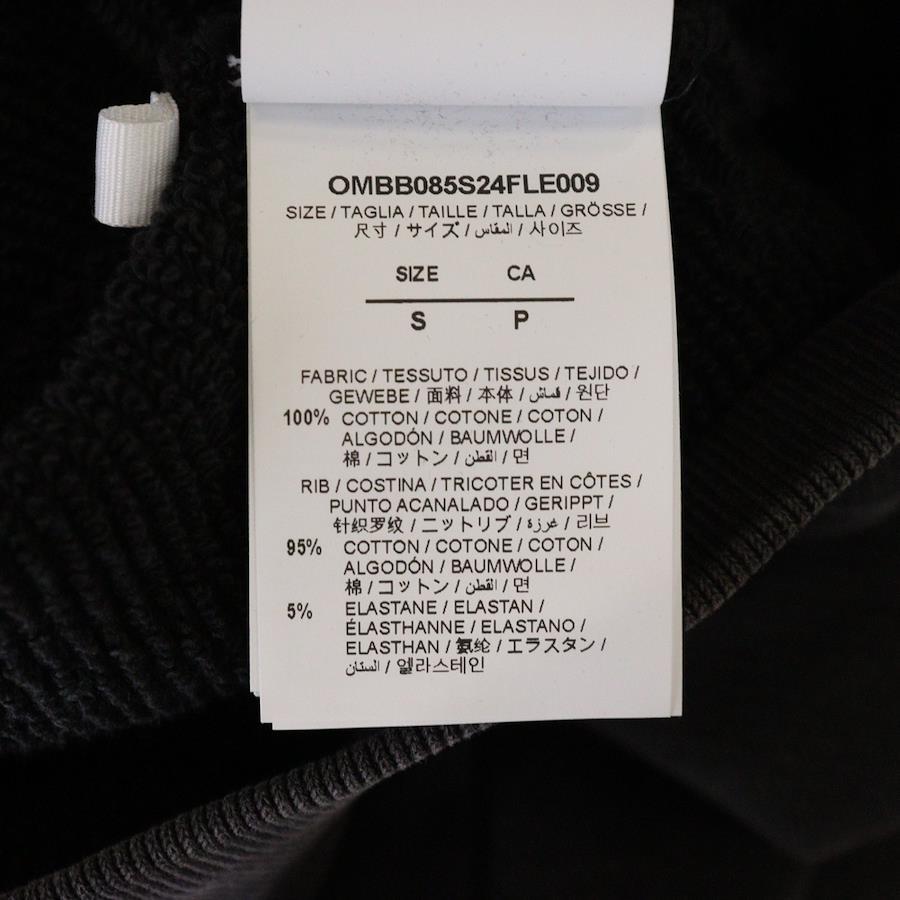 OMBB085S24FLE009
SIZE / TAGLIA / TAILLE / TALLA / GRÖSSE /
尺寸 / サイズ / المقاس / 사이즈
SIZE CA
S P
FABRIC / TESSUTO / TISSUS / TEJIDO /
GEWEBE / 面料 / 本体 / قماش / 원단
100% COTTON / COTONE / COTON /
ALGODÓN / BAUMWOLLE /
棉 / コットン / القطن / 면
RIB / COSTINA / TRICOTER EN CÔTES /
PUNTO ACANALADO / GERIPPT /
针织罗纹 / ニットリブ / غرزة / 리브
95% COTTON / COTONE / COTON /
ALGODÓN / BAUMWOLLE /
棉 / コットン / القطن / 면
5% ELASTANE / ELASTAN /
ÉLASTHANNE / ELASTANO /
ELASTHAN / 氨纶 / エラスタン /
الستان / 엘라스테인